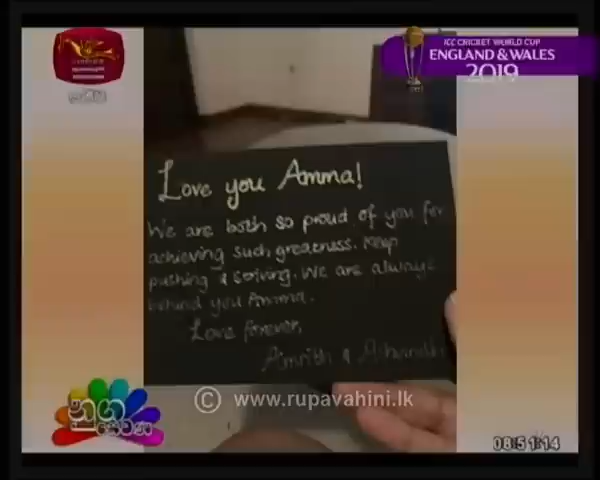 ICC CRICKET WORLD CUP
ENGLAND & WALES
2019
Love you Amma!
We are both so proud of you for
achieving such greatness. Keep
pushing & striving. We are always
behind you Amma.
Love forever,
Amrith &
© www.rupavahini.lk
නුග
සෙවණ
08:51:14